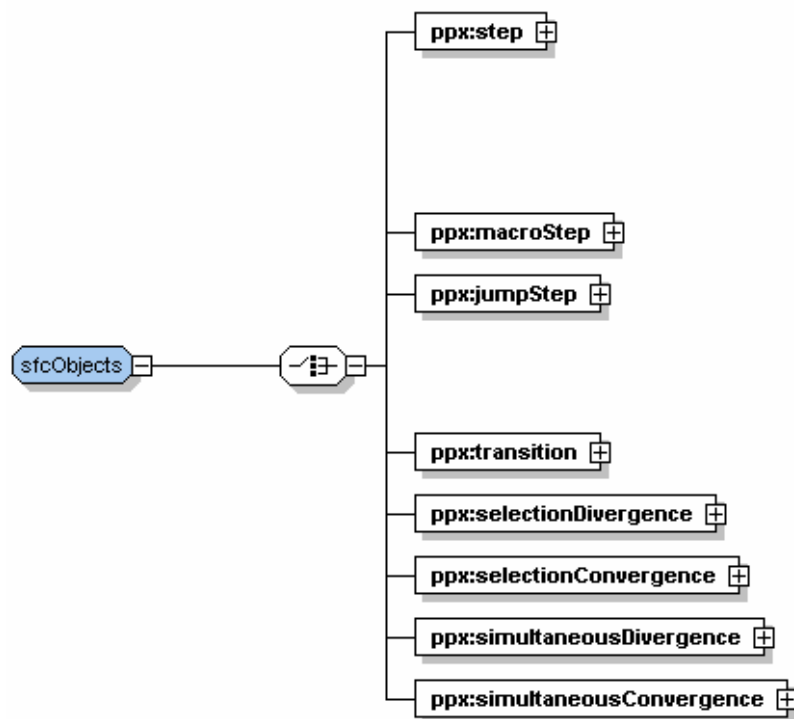 ppx:step
ppx:macroStep
ppx:jumpStep
sfcObjects
ppx:transition
ppx:selectionDivergence
ppx:selectionConvergence
ppx:simultaneousDivergence
ppx:simultaneousConvergence